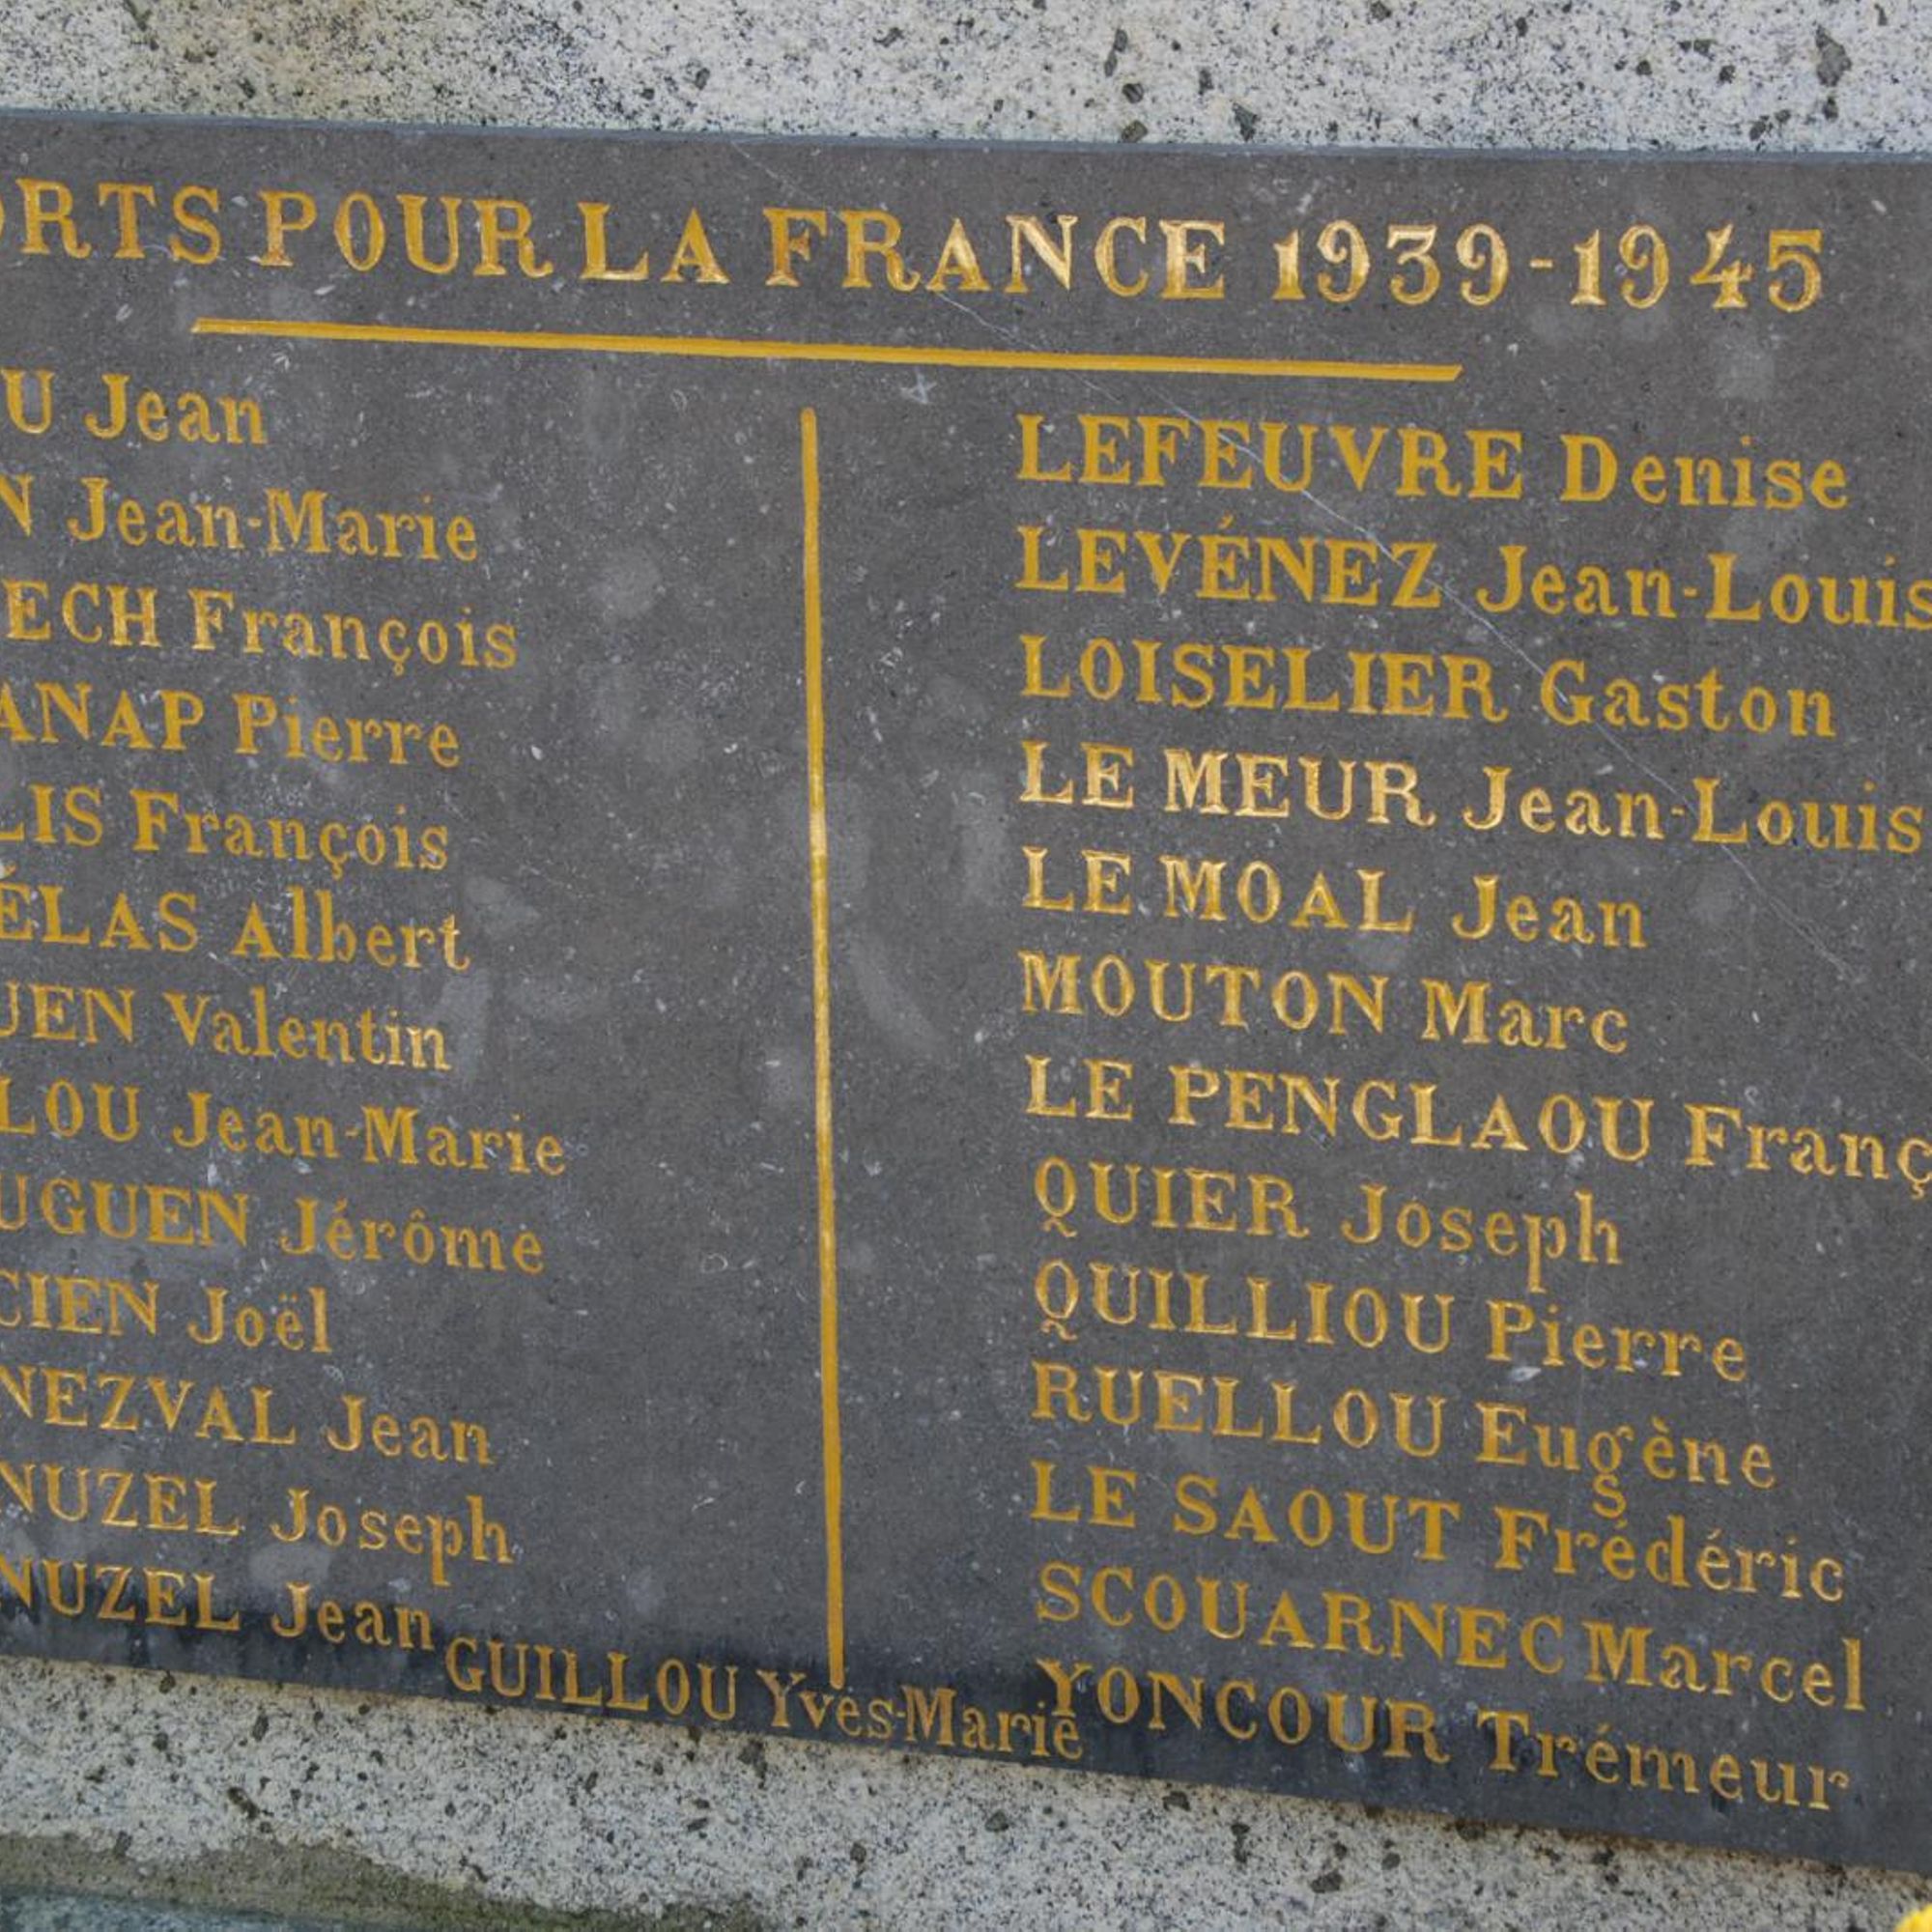 ORTS POUR LA FRANCE 1939-1945
U Jean
N Jean-Marie
ECH François
ANAP Pierre
LIS François
ÉLAS Albert
UEN Valentin
LOU Jean-Marie
UGUEN Jérôme
CIEN Joël
NEZVAL Jean
NUZEL Joseph
NUZEL Jean
GUILLOU Yves-Marie
LEFEUVRE Denise
LEVÉNEZ Jean-Louis
LOISELIER Gaston
LE MEUR Jean-Louis
LE MOAL Jean
MOUTON Marc
LE PENGLAOU Franç
QUIER Joseph
QUILLIOU Pierre
RUELLOU Eugène
LE SAOUT Frédéric
SCOUARNEC Marcel
YONCOUR Trémeur